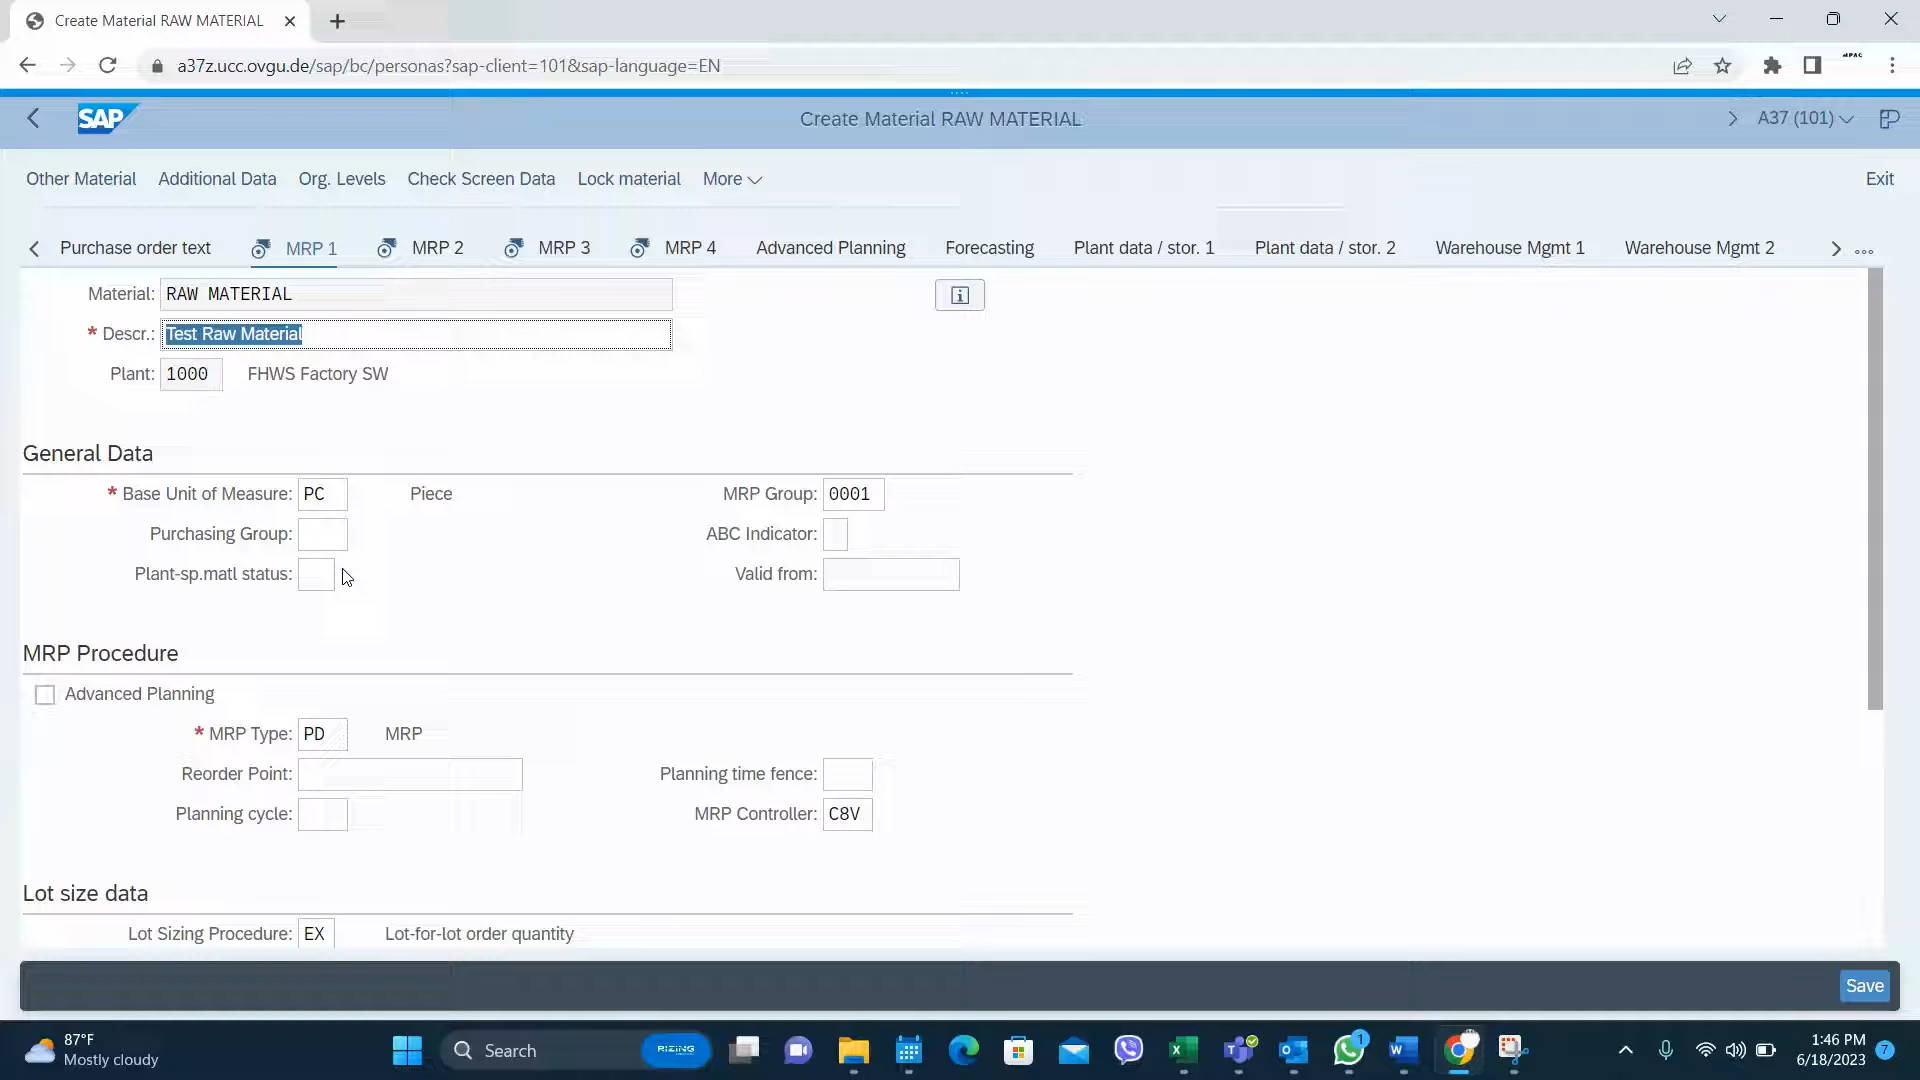 Create Material RAW MATERIAL
a37z.ucc.ovgu.de/sap/bc/personas?sap-client=101&sap-language=EN
SAP
Create Material RAW MATERIAL
A37 (101)
Other Material Additional Data Org. Levels Check Screen Data Lock material More
Exit
Purchase order text MRP 1 MRP 2 MRP 3 MRP 4 Advanced Planning Forecasting Plant data / stor. 1 Plant data / stor. 2 Warehouse Mgmt 1 Warehouse Mgmt 2
Material: RAW MATERIAL
* Descr.: Test Raw Material
Plant: 1000 FHWS Factory SW
General Data
* Base Unit of Measure: PC Piece MRP Group: 0001
Purchasing Group: ABC Indicator:
Plant-sp.matl status: Valid from:
MRP Procedure
Advanced Planning
* MRP Type: PD MRP
Reorder Point: Planning time fence:
Planning cycle: MRP Controller: C8V
Lot size data
Lot Sizing Procedure: EX Lot-for-lot order quantity
Save
87°F
Mostly cloudy
Search
RIZING
1
1:46 PM
6/18/2023
7